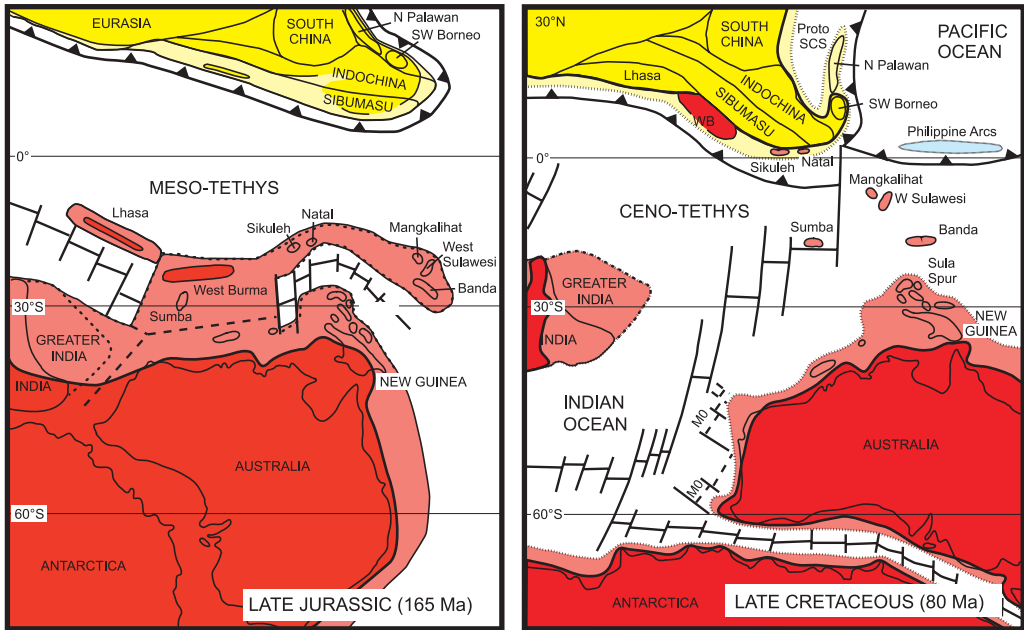 EURASIA
SOUTH
CHINA
N Palawan
SW Borneo
INDOCHINA
SIBUMASU
0°
MESO-TETHYS
Lhasa
Sikuleh
Natal
Mangkalihat
West
Sulawesi
Banda
West Burma
Sumba
30°S
GREATER
INDIA
INDIA
NEW GUINEA
AUSTRALIA
60°S
ANTARCTICA
LATE JURASSIC (165 Ma)
30°N
SOUTH
CHINA
Proto
SCS
PACIFIC
OCEAN
N Palawan
Lhasa
INDOCHINA
SIBUMASU
SW Borneo
WB
Philippine Arcs
0°
Sikuleh
Natal
Mangkalihat
W Sulawesi
CENO-TETHYS
Sumba
Banda
Sula
Spur
GREATER
INDIA
30°S
NEW
GUINEA
INDIA
INDIAN
OCEAN
M0
AUSTRALIA
M0
60°S
ANTARCTICA
LATE CRETACEOUS (80 Ma)